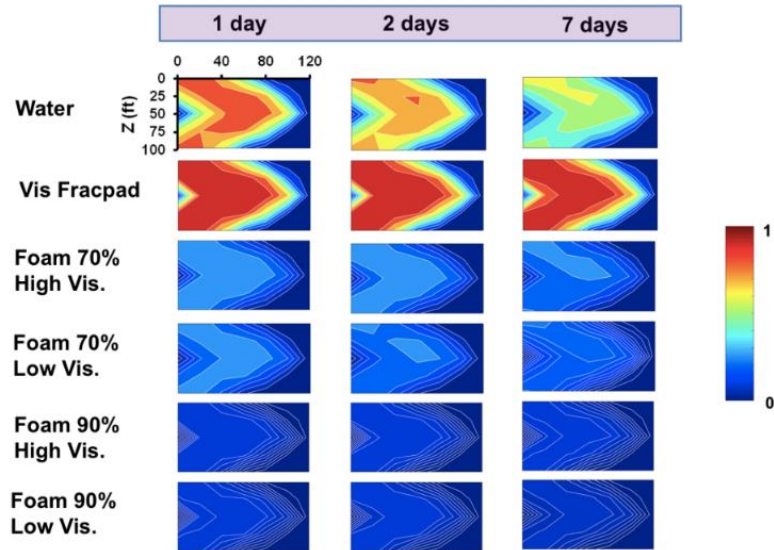 1 day 2 days 7 days
0 40 80 120
Water
Z (ft)
0
25
50
75
100
Vis Fracpad
Foam 70%
High Vis.
Foam 70%
Low Vis.
Foam 90%
High Vis.
Foam 90%
Low Vis.
1
0